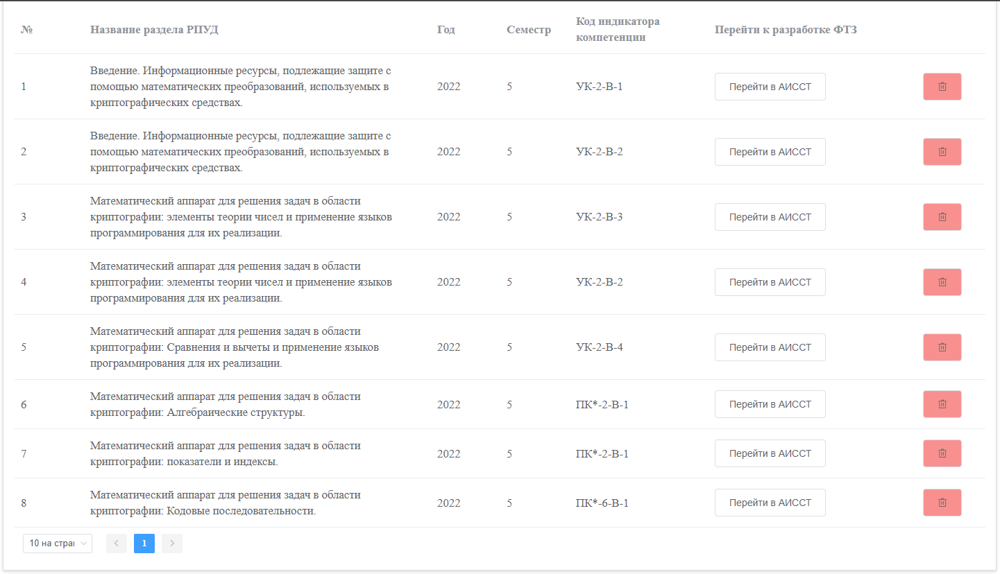 № Название раздела РПУД Год Семестр Код индикатора компетенции Перейти к разработке ФТЗ
1 Введение. Информационные ресурсы, подлежащие защите с
помощью математических преобразований, используемых в
криптографических средствах. 2022 5 УК-2-В-1 Перейти в АИССТ
2 Введение. Информационные ресурсы, подлежащие защите с
помощью математических преобразований, используемых в
криптографических средствах. 2022 5 УК-2-В-2 Перейти в АИССТ
3 Математический аппарат для решения задач в области
криптографии: элементы теории чисел и применение языков
программирования для их реализации. 2022 5 УК-2-В-3 Перейти в АИССТ
4 Математический аппарат для решения задач в области
криптографии: элементы теории чисел и применение языков
программирования для их реализации. 2022 5 УК-2-В-2 Перейти в АИССТ
5 Математический аппарат для решения задач в области
криптографии: Сравнения и вычеты и применение языков
программирования для их реализации. 2022 5 УК-2-В-4 Перейти в АИССТ
6 Математический аппарат для решения задач в области
криптографии: Алгебраические структуры. 2022 5 ПК*-2-В-1 Перейти в АИССТ
7 Математический аппарат для решения задач в области
криптографии: показатели и индексы. 2022 5 ПК*-2-В-1 Перейти в АИССТ
8 Математический аппарат для решения задач в области
криптографии: Кодовые последовательности. 2022 5 ПК*-6-В-1 Перейти в АИССТ
10 на стра 1